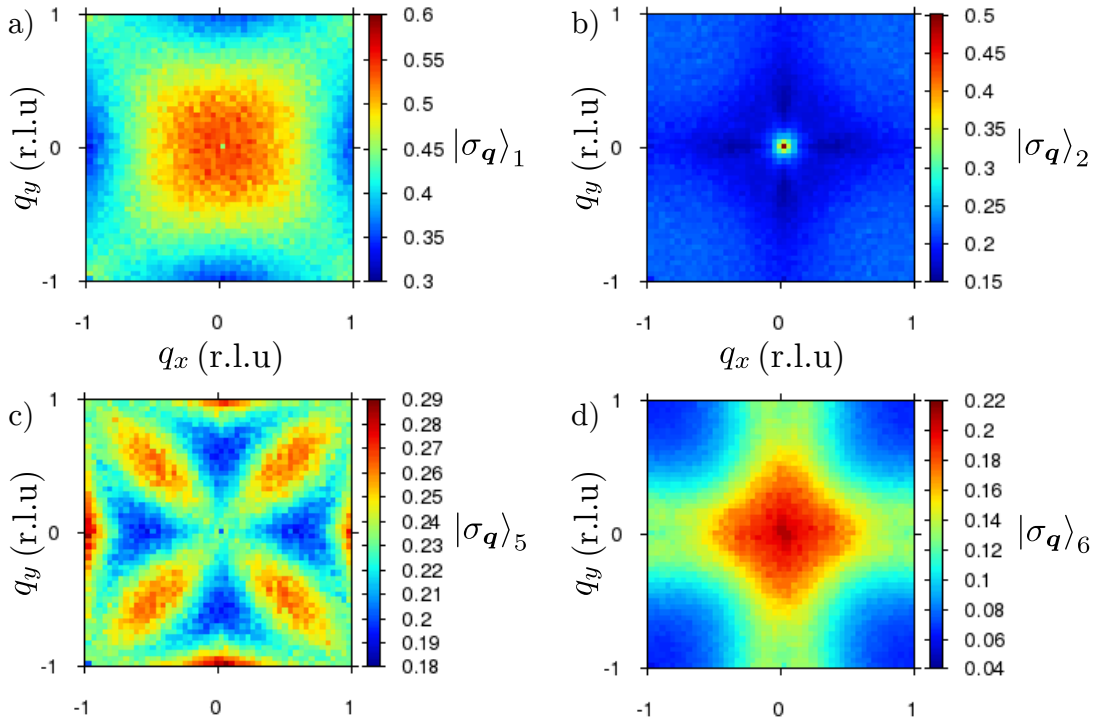 a)
1
0
-1
q_y (r.l.u)
-1 0 1
q_x (r.l.u)
0.6
0.55
0.5
0.45
0.4
0.35
0.3
|σ_q⟩_1
b)
1
0
-1
q_y (r.l.u)
-1 0 1
q_x (r.l.u)
0.5
0.45
0.4
0.35
0.3
0.25
0.2
0.15
|σ_q⟩_2
c)
1
0
-1
q_y (r.l.u)
-1 0 1
0.29
0.28
0.27
0.26
0.25
0.24
0.23
0.22
0.21
0.2
0.19
0.18
|σ_q⟩_5
d)
1
0
-1
q_y (r.l.u)
-1 0 1
0.22
0.2
0.18
0.16
0.14
0.12
0.1
0.08
0.06
0.04
|σ_q⟩_6